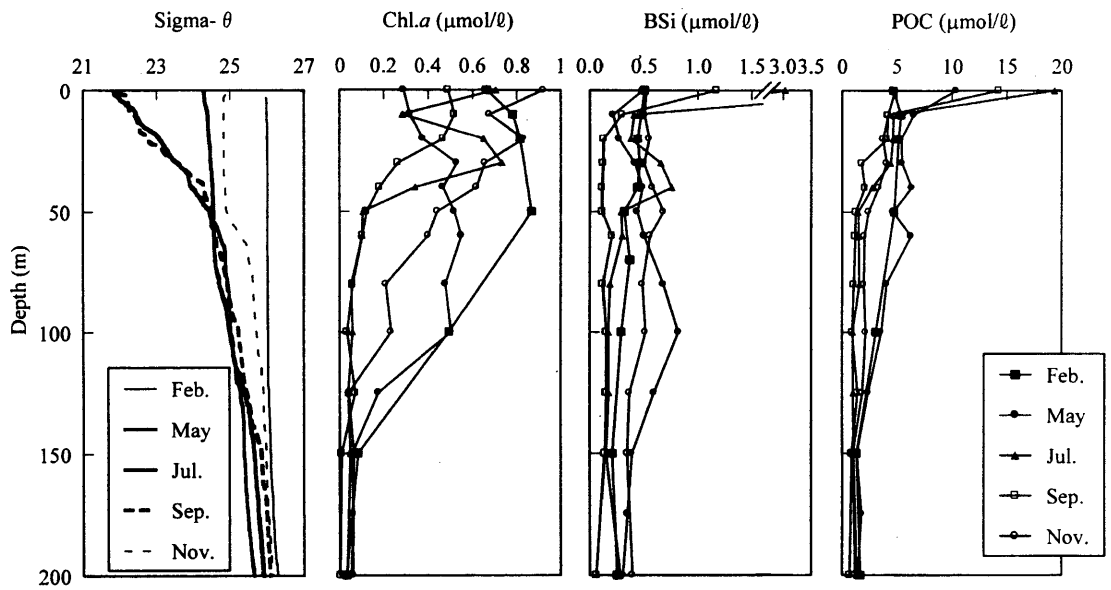 Sigma- θ
Chl.a (μmol/ℓ)
BSi (μmol/ℓ)
POC (μmol/ℓ)
21 23 25 27
0 0.2 0.4 0.6 0.8 1
0.0 0.5 1.0 1.5 3.0 3.5
0 5 10 15 20
Depth (m)
0
50
100
150
200
Feb.
May
Jul.
Sep.
Nov.
Feb.
May
Jul.
Sep.
Nov.